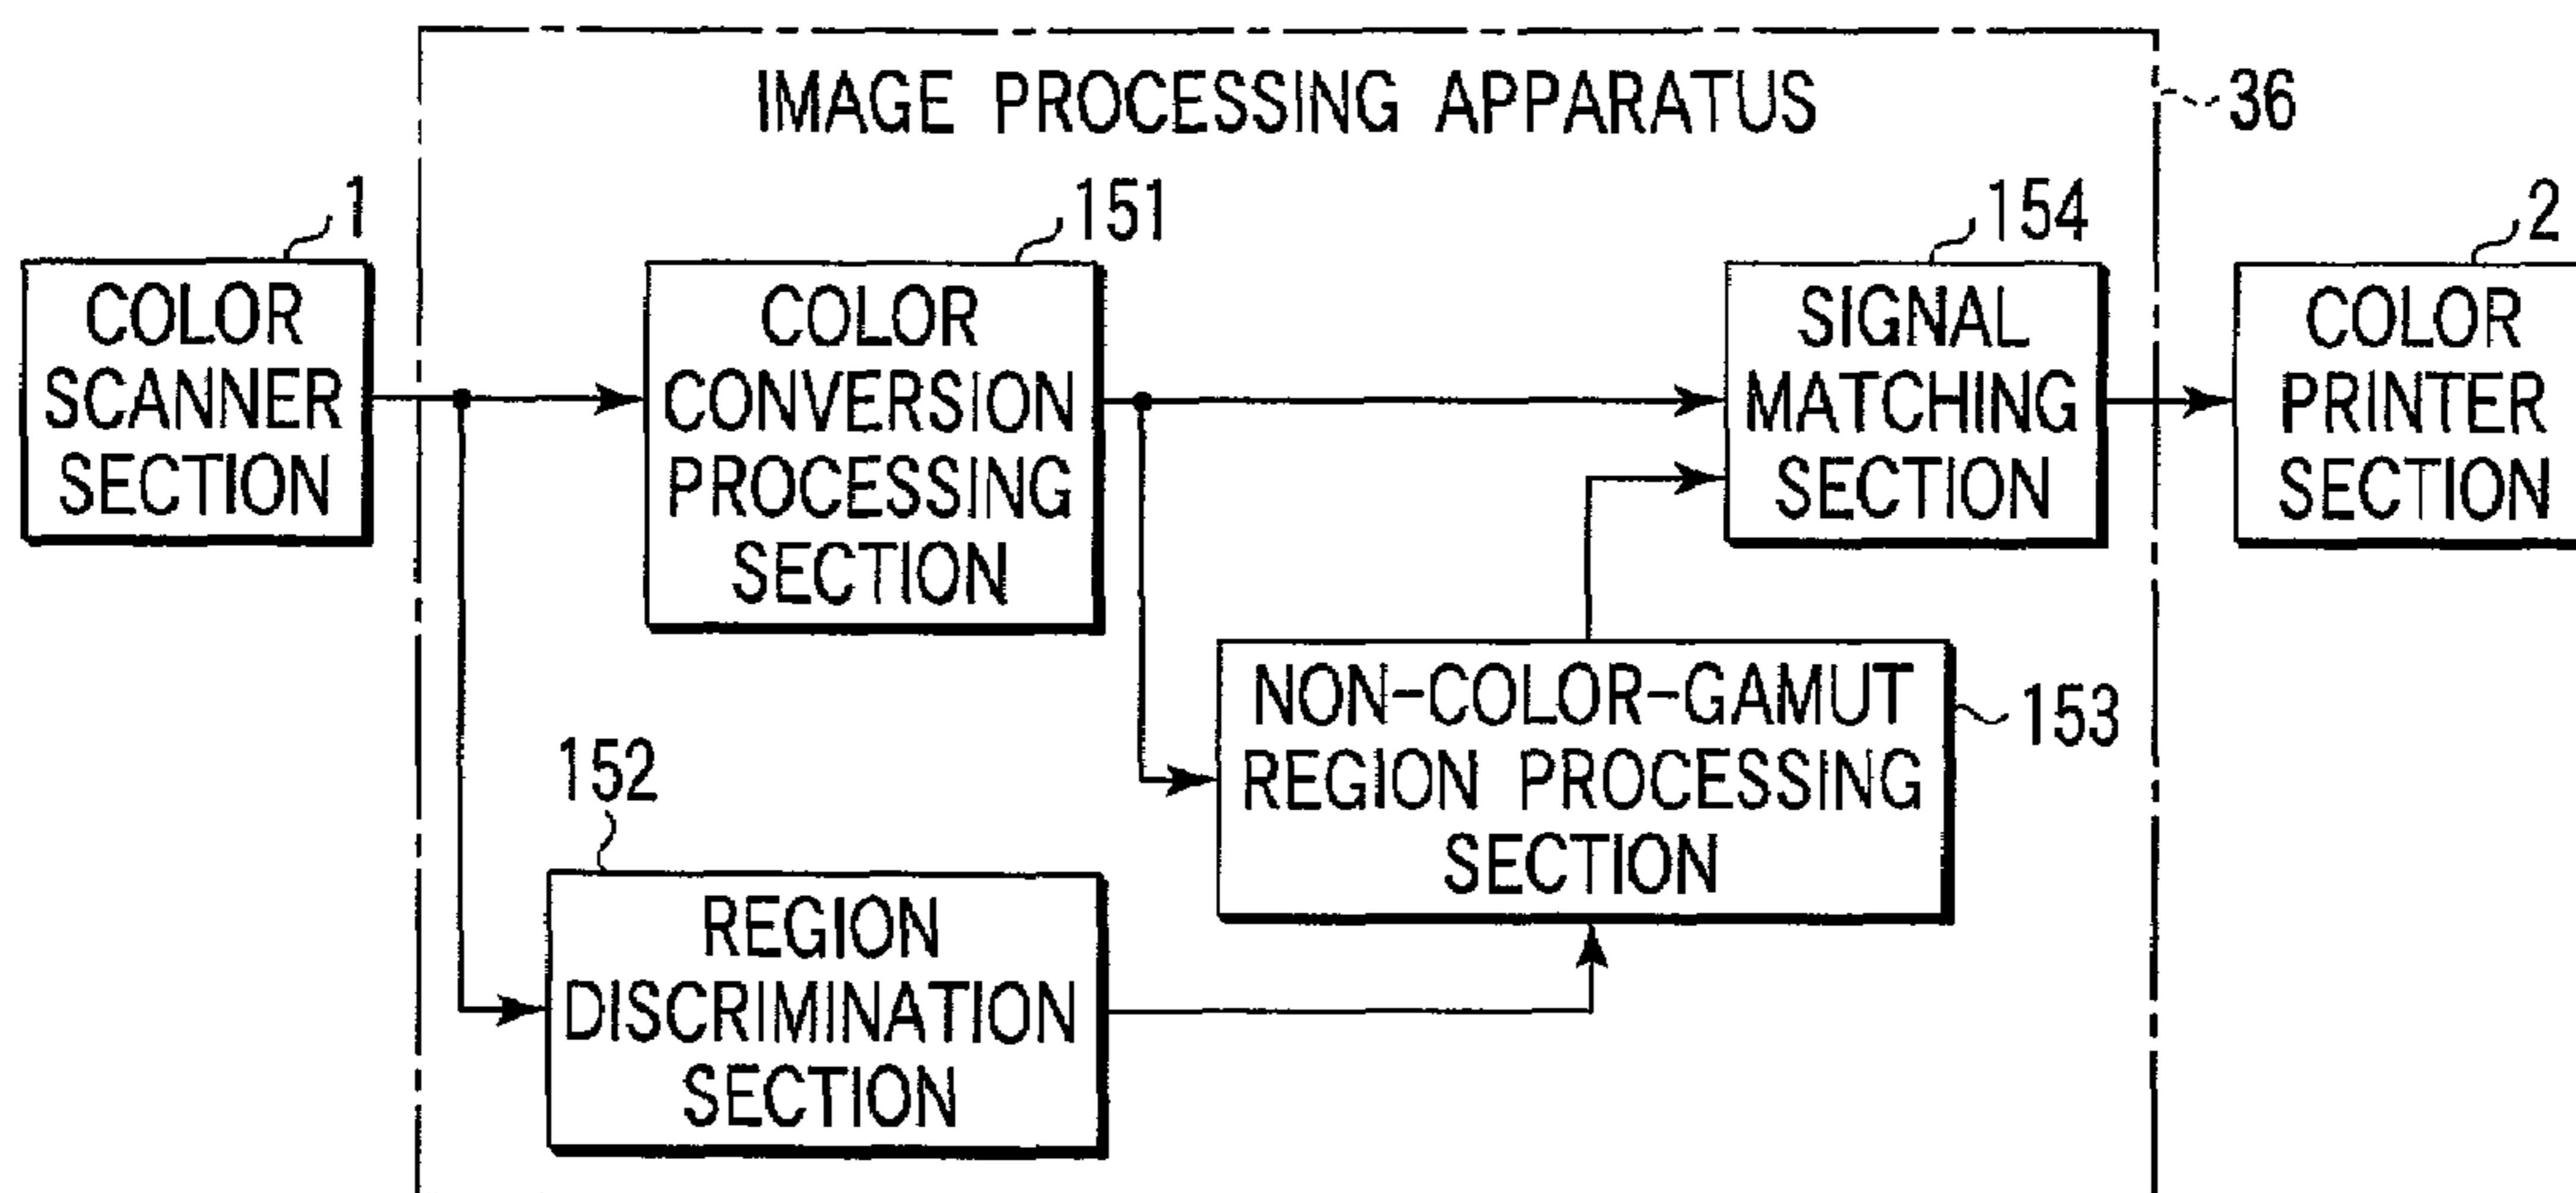 IMAGE PROCESSING APPARATUS
36
1
COLOR
SCANNER
SECTION
151
COLOR
CONVERSION
PROCESSING
SECTION
154
SIGNAL
MATCHING
SECTION
2
COLOR
PRINTER
SECTION
152
REGION
DISCRIMINATION
SECTION
NON-COLOR-GAMUT
REGION PROCESSING
SECTION
153